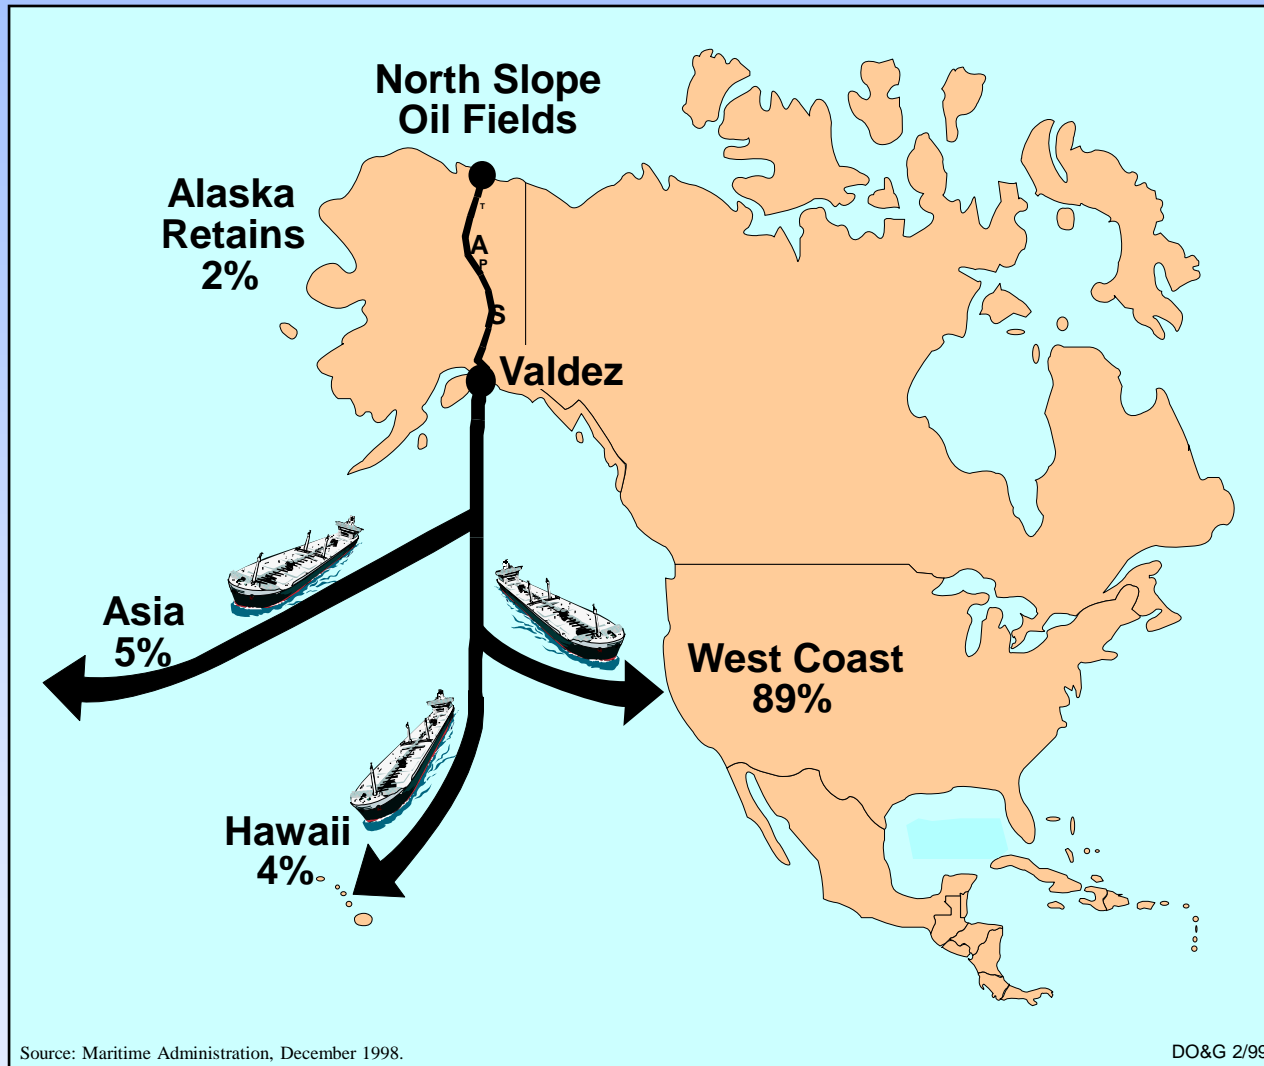 North Slope
Oil Fields
Alaska
Retains
2%
T
A
P
S
Valdez
Asia
5%
West Coast
89%
Hawaii
4%
Source: Maritime Administration, December 1998.
DO&G 2/99